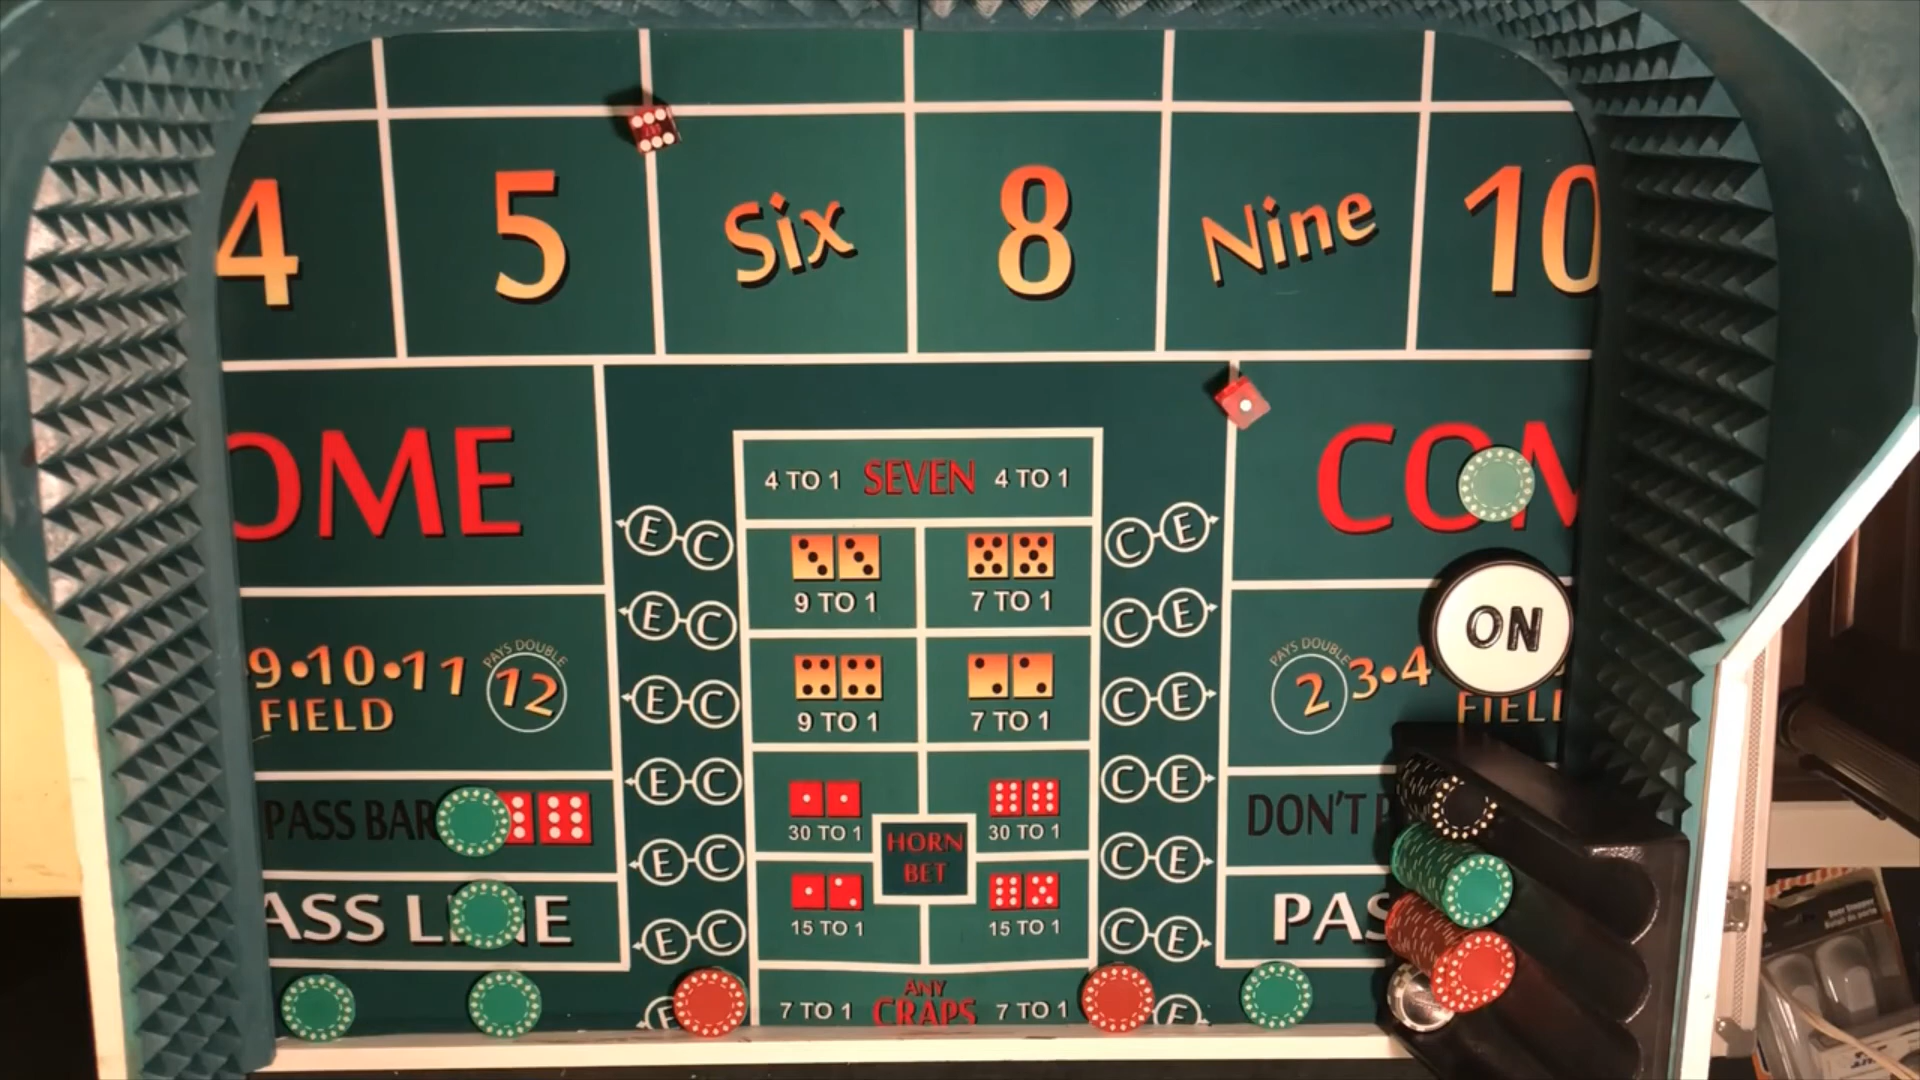 4 5 Six 8 Nine 10
OME
COM
4 TO 1 SEVEN 4 TO 1
E C
C E
9 TO 1 7 TO 1
ON
E C
C E
9•10•11
PAYS DOUBLE
12
FIELD
9 TO 1 7 TO 1
PAYS DOUBLE
2
3•4
FIELD
E C
C E
E C
C E
PASS BAR
30 TO 1 30 TO 1
HORN
BET
DON'T P
E C
C E
ASS LINE
15 TO 1 15 TO 1
PAS
E C
C E
ANY
7 TO 1 CRAPS 7 TO 1
E
E